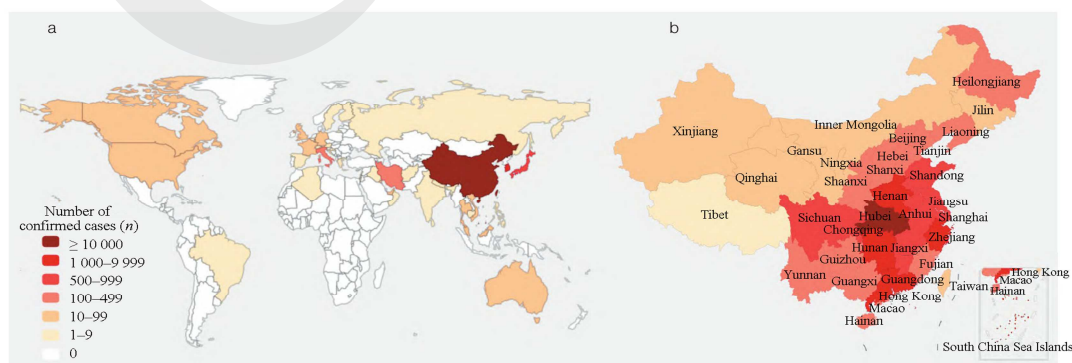 a
Number of
confirmed cases (n)
≥ 10 000
1 000–9 999
500–999
100–499
10–99
1–9
0
b
Heilongjiang
Jilin
Inner Mongolia
Liaoning
Xinjiang
Beijing
Gansu
Tianjin
Hebei
Ningxia
Shanxi
Qinghai
Shandong
Shaanxi
Henan
Jiangsu
Tibet
Sichuan
Hubei
Anhui
Shanghai
Chongqing
Zhejiang
Hunan
Jiangxi
Guizhou
Fujian
Yunnan
Guangxi
Guangdong
Taiwan
Hong Kong
Macao
Hainan
Hong Kong
Macao
Hainan
South China Sea Islands